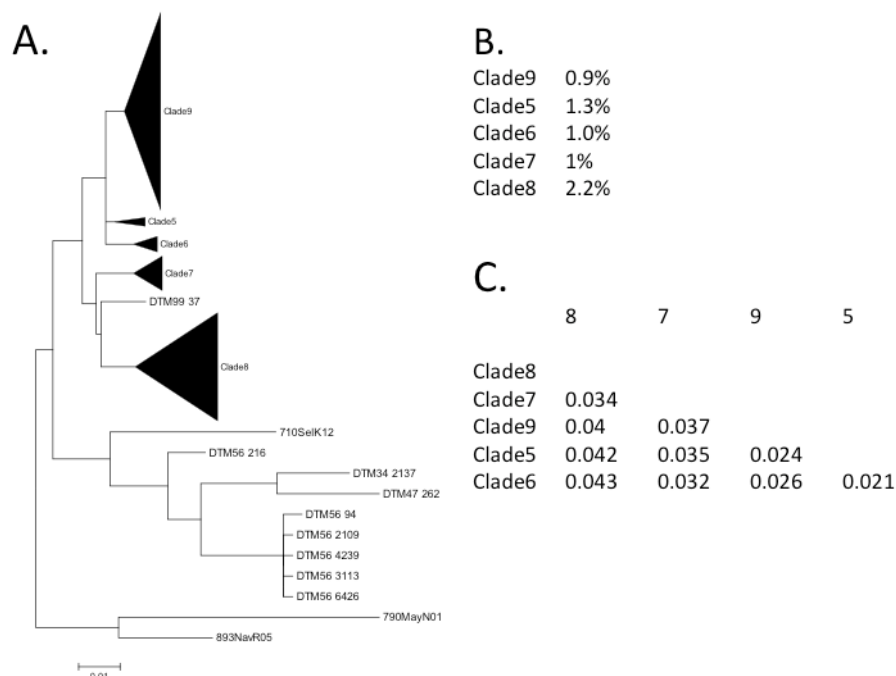 A.
Clade9
Clade5
Clade6
Clade7
DTM99 37
Clade8
710SelK12
DTM56 216
DTM34 2137
DTM47 262
DTM56 94
DTM56 2109
DTM56 4239
DTM56 3113
DTM56 6426
790MayN01
893NavR05
0.01
B.
Clade9 0.9%
Clade5 1.3%
Clade6 1.0%
Clade7 1%
Clade8 2.2%
C.
8 7 9 5
Clade8
Clade7 0.034
Clade9 0.04 0.037
Clade5 0.042 0.035 0.024
Clade6 0.043 0.032 0.026 0.021